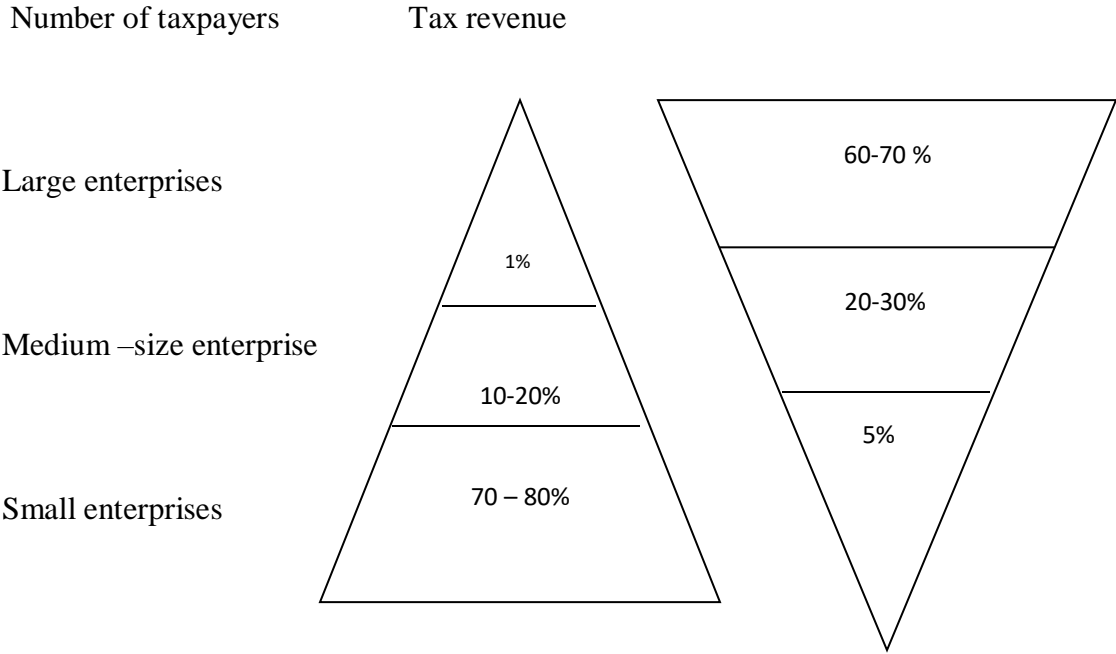 Number of taxpayers Tax revenue
60-70 %
Large enterprises
1%
20-30%
Medium –size enterprise
10-20%
5%
Small enterprises
70 – 80%